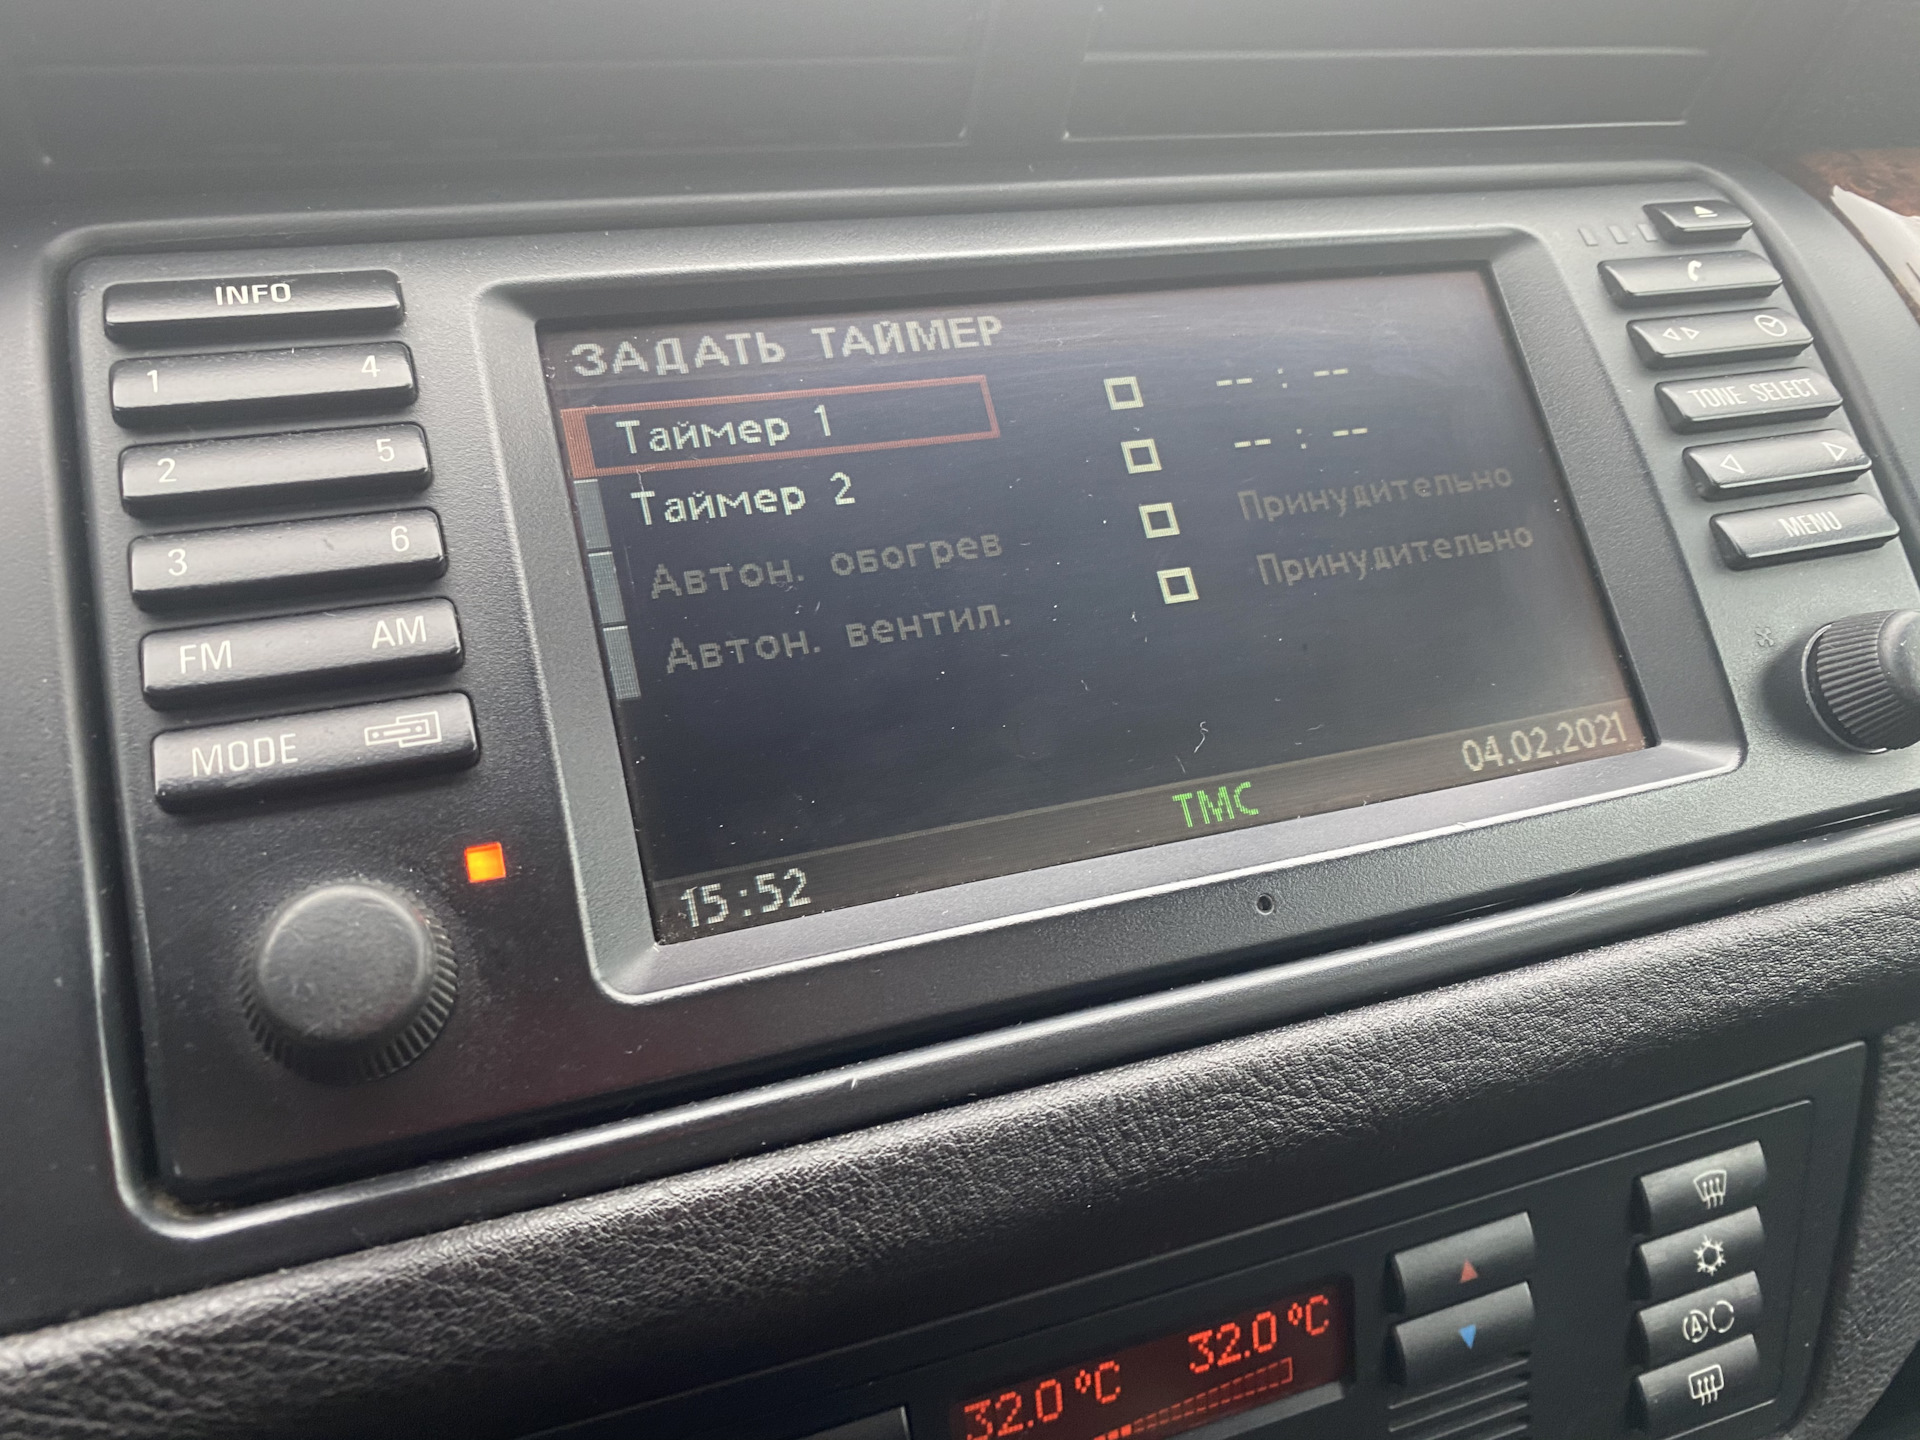 INFO
1 4
2 5
3 6
FM AM
MODE
ЗАДАТЬ ТАЙМЕР
Таймер 1 -- : --
Таймер 2 -- : --
Автон. обогрев Принудительно
Автон. вентил. Принудительно
15:52 TMC 04.02.2021
TONE SELECT
MENU
32.0 °C 32.0 °C
A